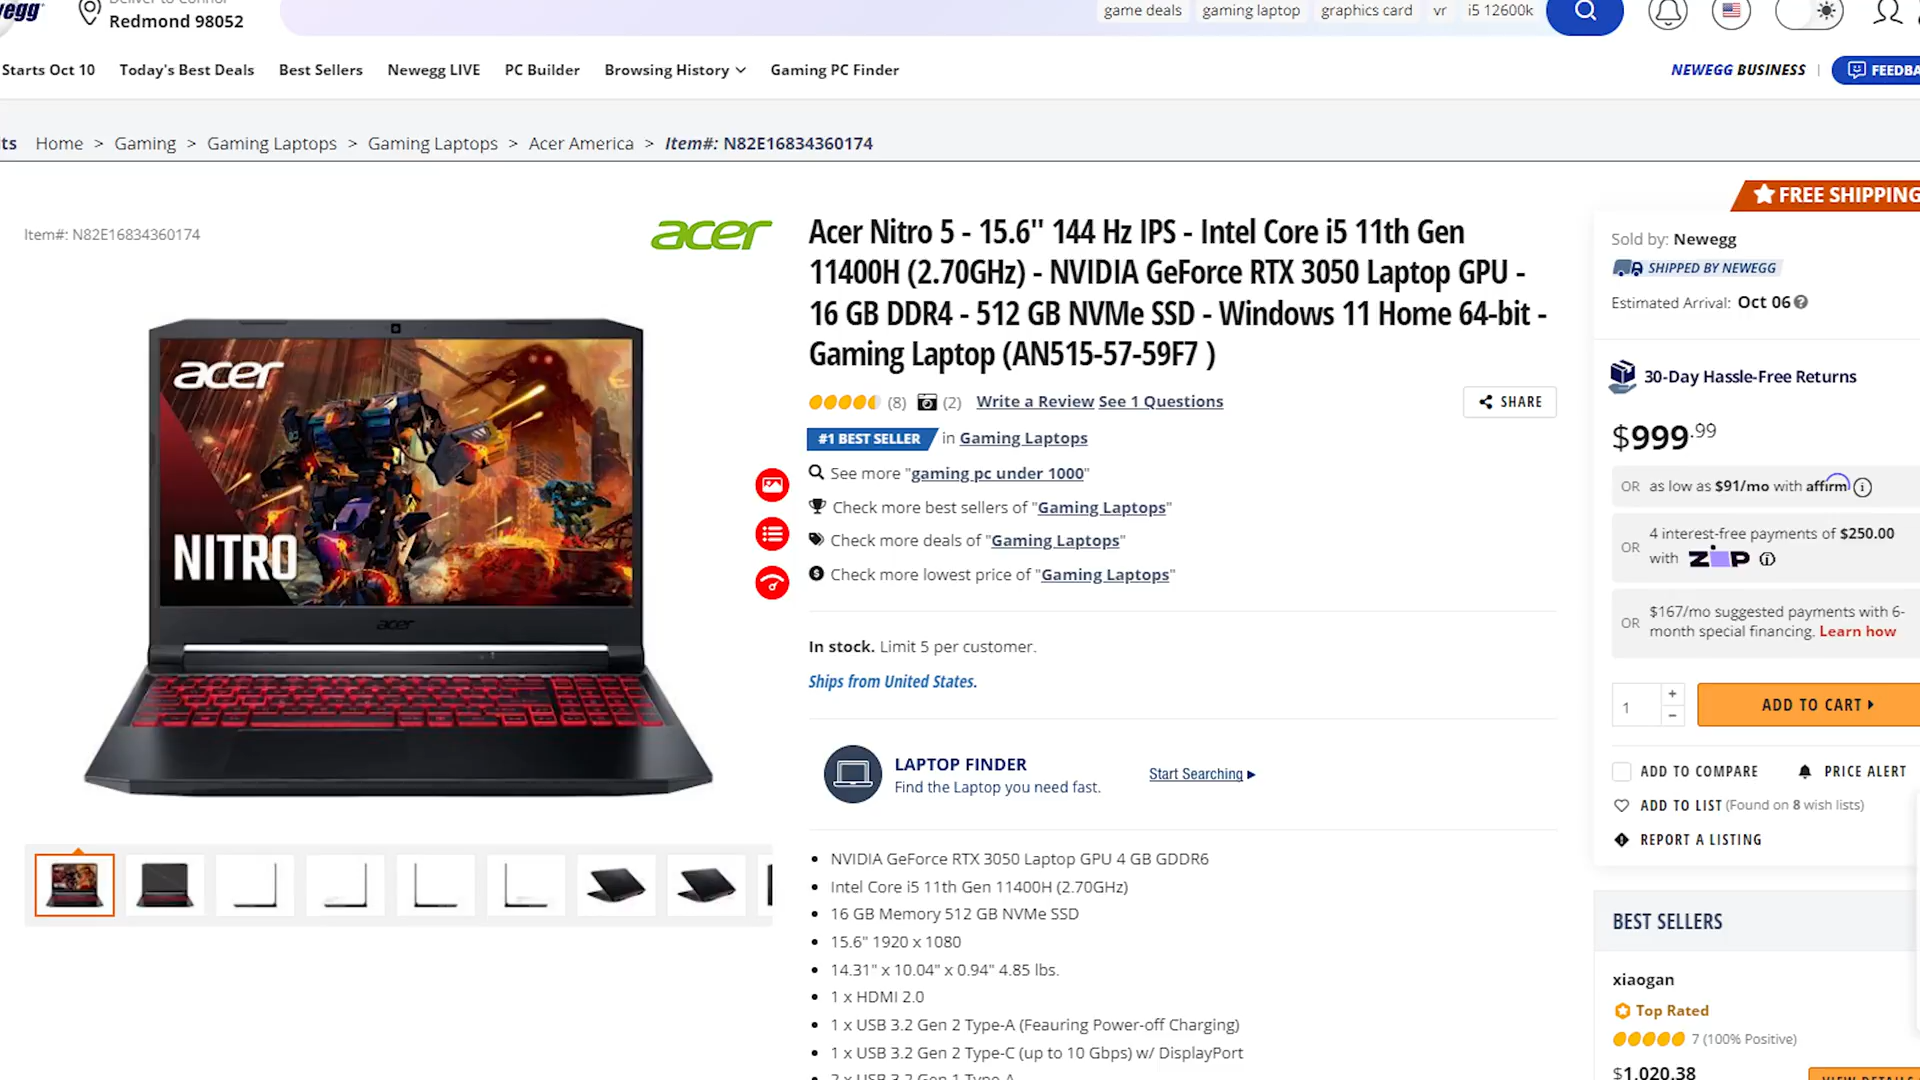 Redmond 98052
game deals
gaming laptop
graphics card
vr
i5 12600k
Starts Oct 10
Today's Best Deals
Best Sellers
Newegg LIVE
PC Builder
Browsing History
Gaming PC Finder
NEWEGG BUSINESS
Home > Gaming > Gaming Laptops > Gaming Laptops > Acer America > Item#: N82E16834360174
FREE SHIPPING
Item#: N82E16834360174
acer
acer
NITRO
acer
Acer Nitro 5 - 15.6" 144 Hz IPS - Intel Core i5 11th Gen
11400H (2.70GHz) - NVIDIA GeForce RTX 3050 Laptop GPU -
16 GB DDR4 - 512 GB NVMe SSD - Windows 11 Home 64-bit -
Gaming Laptop (AN515-57-59F7 )
(8) (2) Write a Review See 1 Questions
SHARE
#1 BEST SELLER in Gaming Laptops
See more "gaming pc under 1000"
Check more best sellers of "Gaming Laptops"
Check more deals of "Gaming Laptops"
Check more lowest price of "Gaming Laptops"
In stock. Limit 5 per customer.
Ships from United States.
LAPTOP FINDER
Find the Laptop you need fast.
Start Searching
• NVIDIA GeForce RTX 3050 Laptop GPU 4 GB GDDR6
• Intel Core i5 11th Gen 11400H (2.70GHz)
• 16 GB Memory 512 GB NVMe SSD
• 15.6" 1920 x 1080
• 14.31" x 10.04" x 0.94" 4.85 lbs.
• 1 x HDMI 2.0
• 1 x USB 3.2 Gen 2 Type-A (Feauring Power-off Charging)
• 1 x USB 3.2 Gen 2 Type-C (up to 10 Gbps) w/ DisplayPort
Sold by: Newegg
SHIPPED BY NEWEGG
Estimated Arrival: Oct 06
30-Day Hassle-Free Returns
$999.99
OR as low as $91/mo with affirm
OR 4 interest-free payments of $250.00
with ZIP
OR $167/mo suggested payments with 6-
month special financing. Learn how
1 + -
ADD TO CART
ADD TO COMPARE
PRICE ALERT
ADD TO LIST (Found on 8 wish lists)
REPORT A LISTING
BEST SELLERS
xiaogan
Top Rated
7 (100% Positive)
$1,020.38